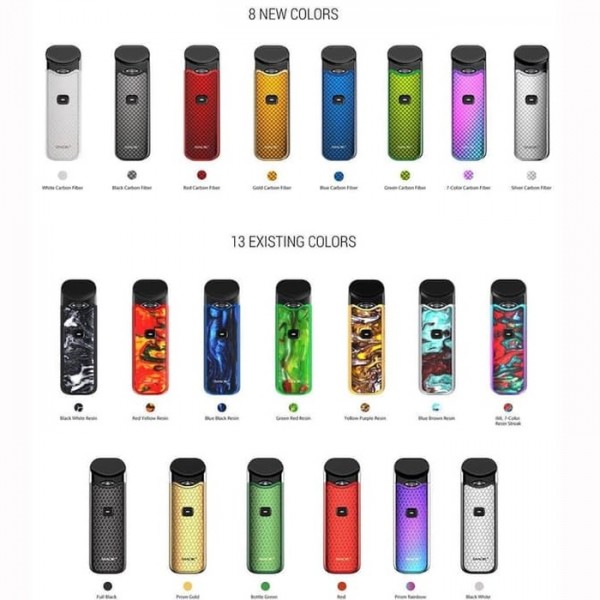 8 NEW COLORS
White Carbon Fiber
Black Carbon Fiber
Red Carbon Fiber
Gold Carbon Fiber
Blue Carbon Fiber
Green Carbon Fiber
7-Color Carbon Fiber
Silver Carbon Fiber
13 EXISTING COLORS
Black White Resin
Red Yellow Resin
Blue Black Resin
Green Red Resin
Yellow Purple Resin
Blue Brown Resin
7-Color
Resin Streak
Full Black
Prism Gold
Bottle Green
Red
Prism Rainbow
Black White